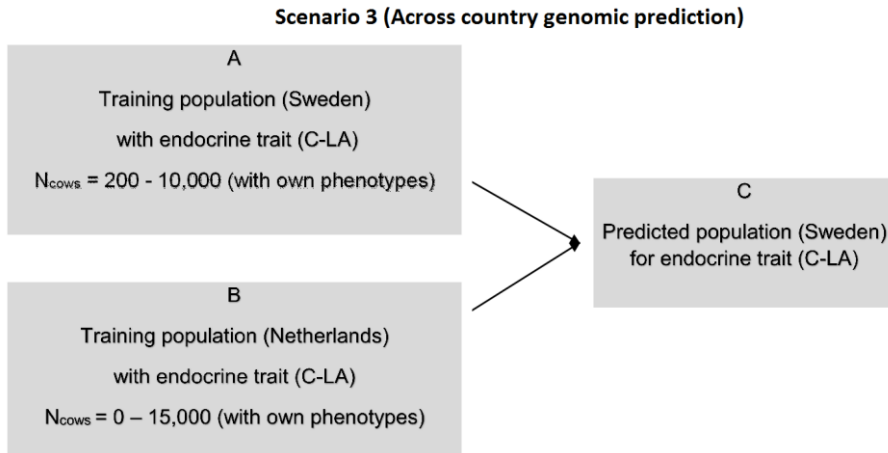 Scenario 3 (Across country genomic prediction)
A
Training population (Sweden)
with endocrine trait (C-LA)
Ncows = 200 - 10,000 (with own phenotypes)
B
Training population (Netherlands)
with endocrine trait (C-LA)
Ncows = 0 – 15,000 (with own phenotypes)
C
Predicted population (Sweden)
for endocrine trait (C-LA)